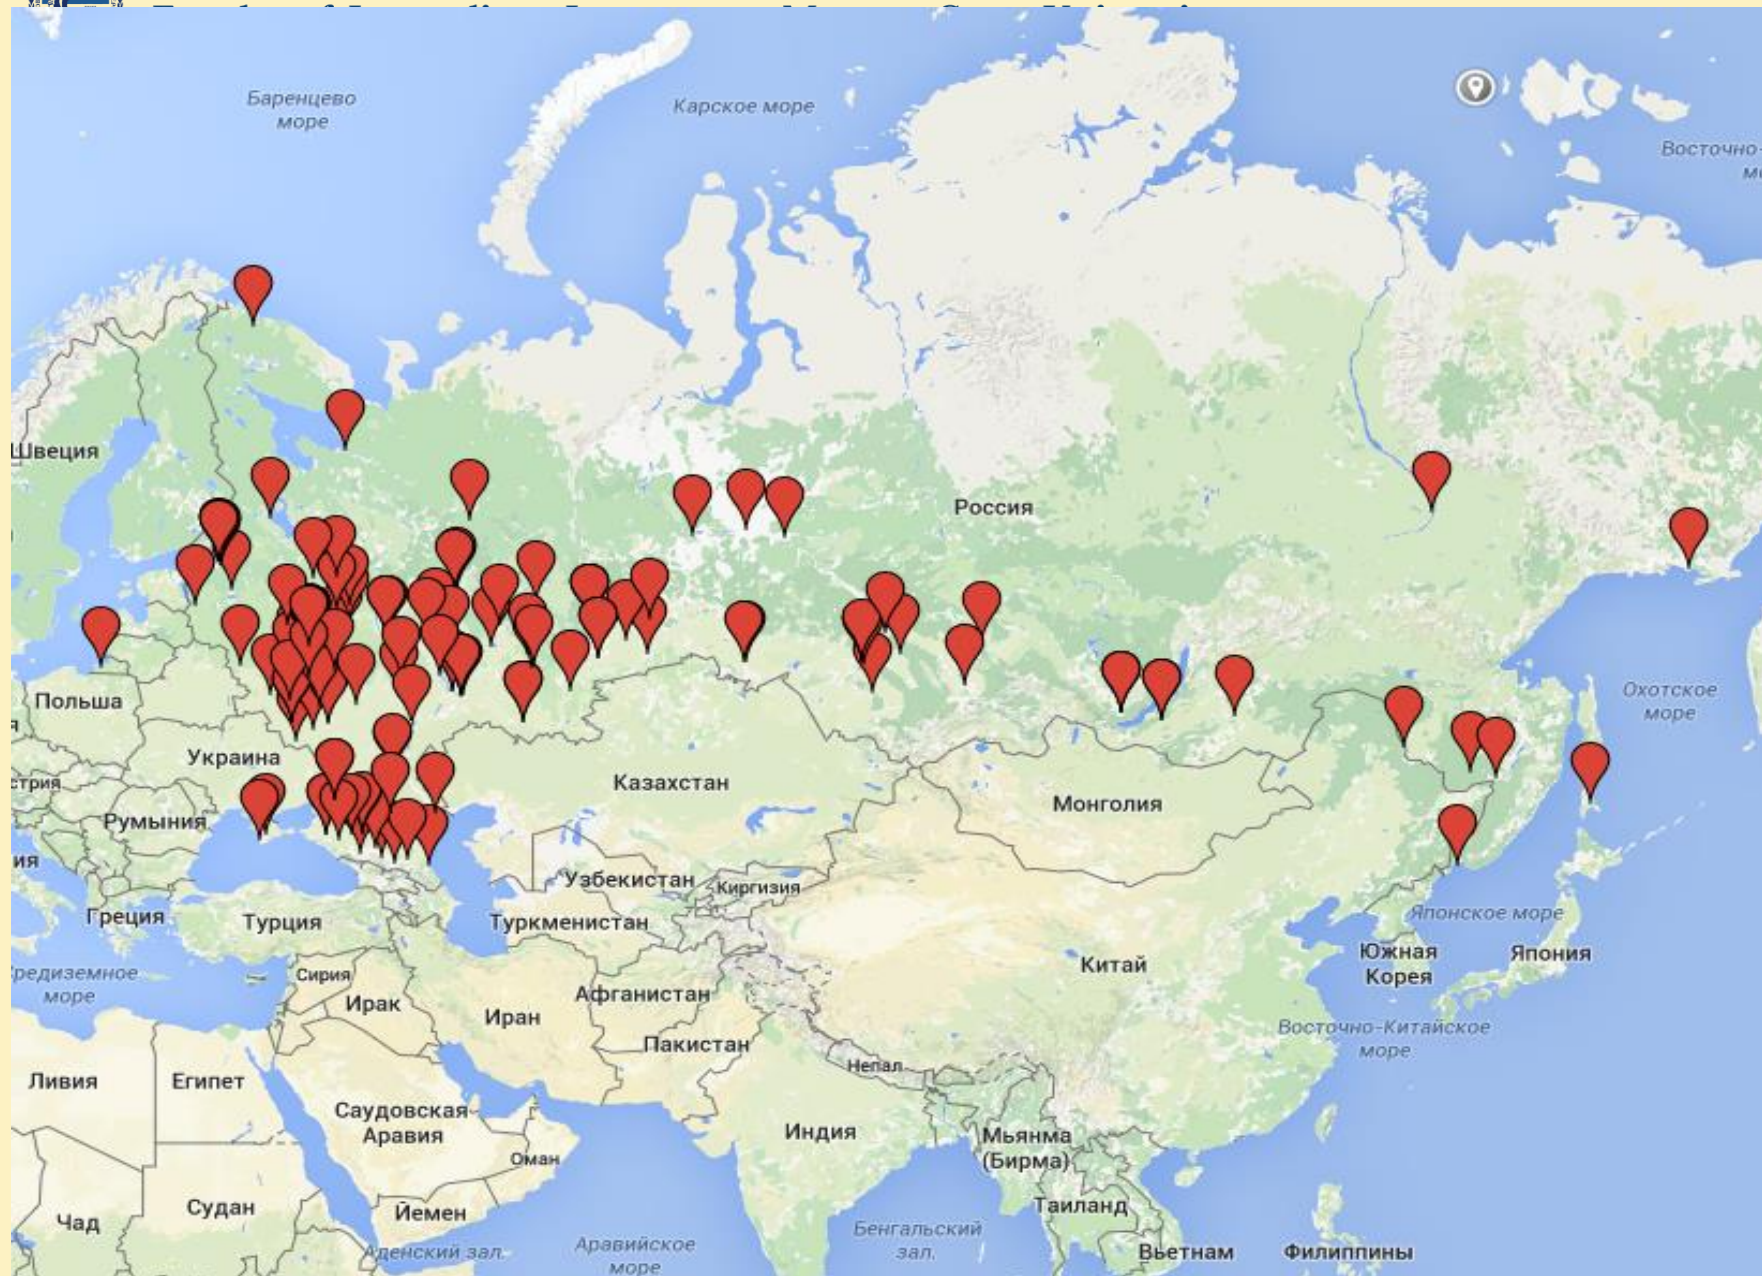 Баренцево
море
Карское море
Восточно-
Швеция
Россия
Польша
Охотское
море
Украина
Казахстан
Монголия
Румыния
Узбекистан
Киргизия
Греция
Турция
Туркменистан
Японское море
Южная
Корея
Япония
Китай
Сирия
море
Ирак
Афганистан
Иран
Пакистан
Восточно-Китайское
море
Непал
Ливия
Египет
Саудовская
Аравия
Индия
Мьянма
(Бирма)
Оман
Таиланд
Судан
Йемен
Чад
Бенгальский
зал.
Аденский зал.
Аравийское
море
Вьетнам
Филиппины